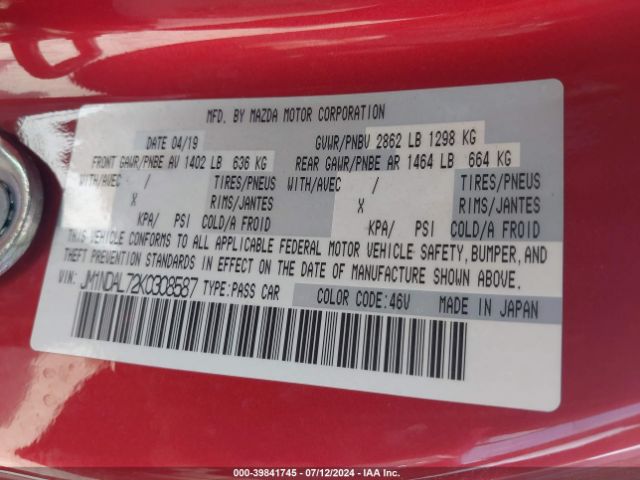 MFD. BY MAZDA MOTOR CORPORATION
DATE 04/19 GVWR/PNBV 2862 LB 1298 KG
FRONT GAWR/PNBE AV 1402 LB 636 KG REAR GAWR/PNBE AR 1464 LB 664 KG
WITH/AVEC / TIRES/PNEUS WITH/AVEC / TIRES/PNEUS
X RIMS/JANTES X RIMS/JANTES
KPA/ PSI COLD/A FROID KPA/ PSI COLD/A FROID
THIS VEHICLE CONFORMS TO ALL APPLICABLE FEDERAL MOTOR VEHICLE SAFETY, BUMPER, AND
THEFT PREVENTION STANDARDS IN EFFECT ON THE DATE OF MANUFACTURE SHOWN ABOVE.
VIN: JM1NDAL72K0308587 TYPE:PASS CAR COLOR CODE:46V MADE IN JAPAN
000-39841745 - 07/12/2024 - IAA Inc.